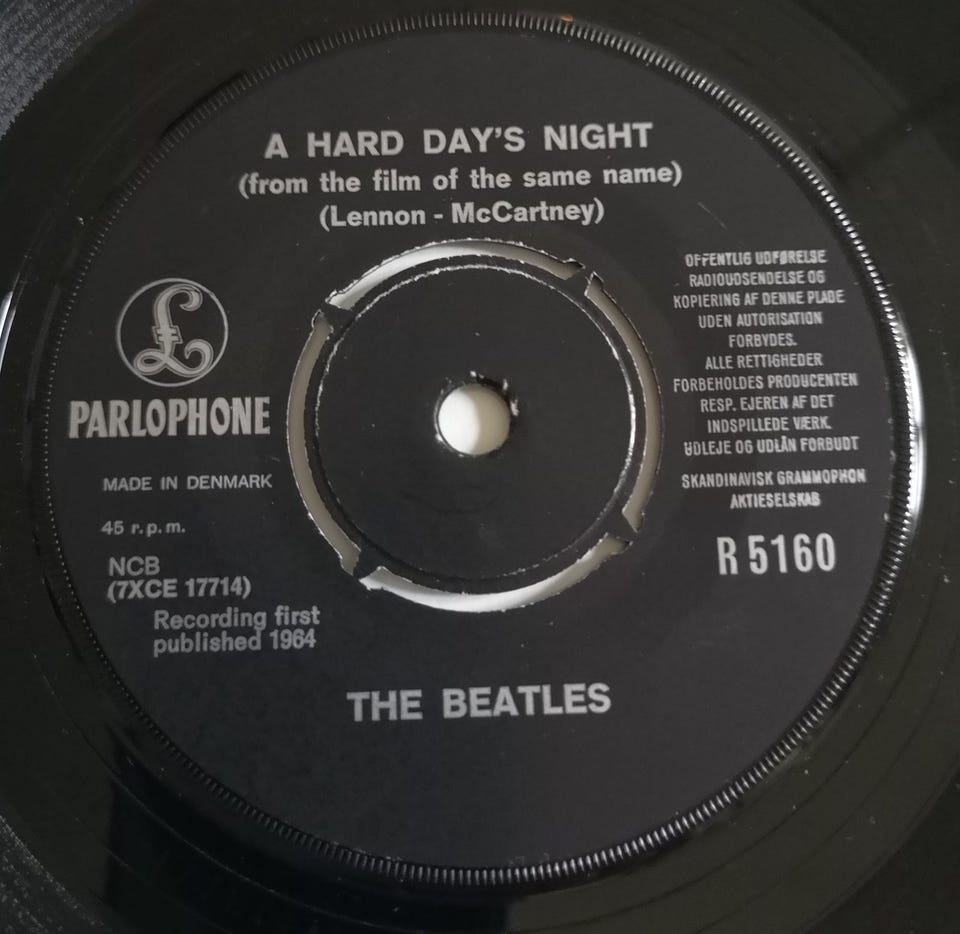 A HARD DAY'S NIGHT
(from the film of the same name)
(Lennon - McCartney)
£
PARLOPHONE
MADE IN DENMARK
45 r.p.m.
NCB
(7XCE 17714)
Recording first
published 1964
OFFENTLIG UDFØRELSE
RADIOUDSENDELSE OG
KOPIERING AF DENNE PLADE
UDEN AUTORISATION
FORBYDES.
ALLE RETTIGHEDER
FORBEHOLDES PRODUCENTEN
RESP. EJEREN AF DET
INDSPILLEDE VÆRK.
UDLEJE OG UDLÅN FORBUDT
SKANDINAVISK GRAMMOPHON
AKTIESELSKAB
R 5160
THE BEATLES